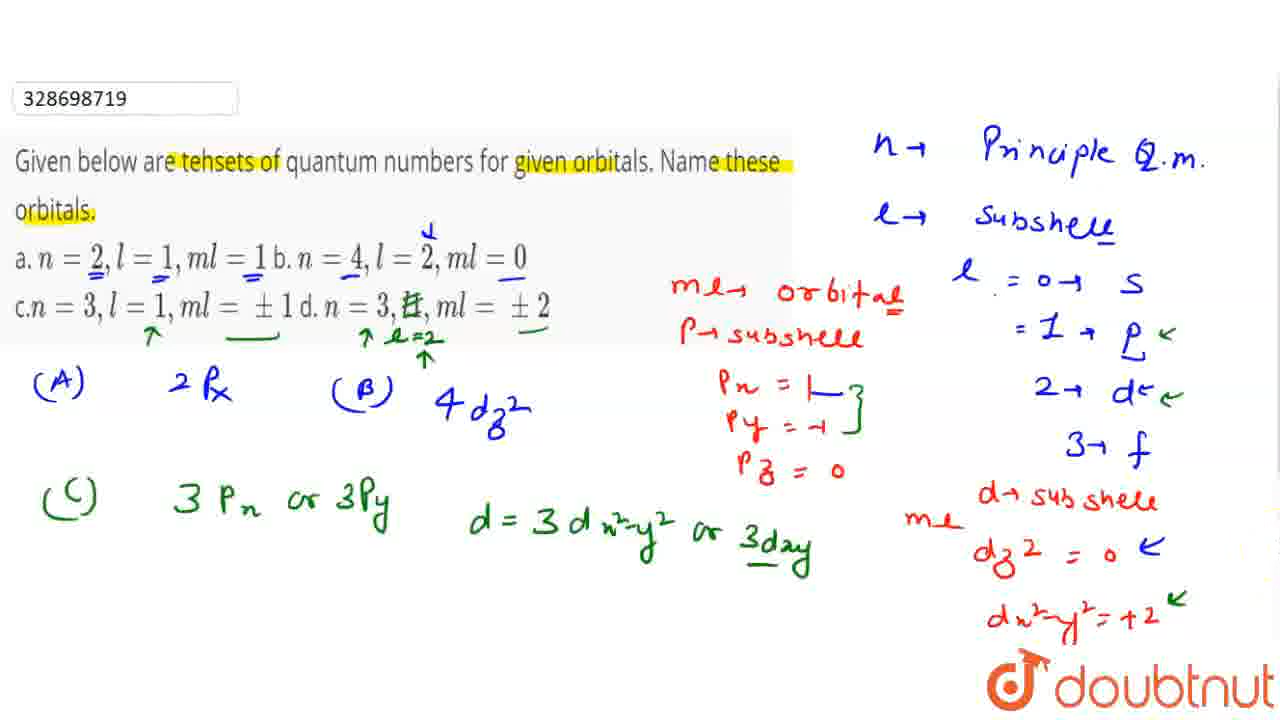 328698719
Given below are tehsets of quantum numbers for given orbitals. Name these
orbitals.
a. n = 2, l = 1, ml = 1 b. n = 4, l = 2, ml = 0
c. n = 3, l = 1, ml = ±1 d. n = 3, , ml = ±2
l = 2
(A) 2 Px (B) 4 dz²
(C) 3 Px or 3Py
d = 3 dx²-y² or 3dxy
n → Principle Q.m.
l → Subshell
l = 0 → s
= 1 → p
2 → d
3 → f
ml → orbital
P → subshell
Px = 1
Py = -1
Pz = 0
d → subshell
ml
dz² = 0
dx²-y² = +2
doubtnut